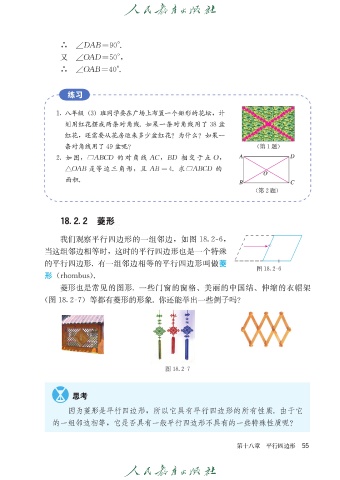 人民教育出版社
∴ ∠DAB=90°.
又 ∠OAD=50°,
∴ ∠OAB=40°.
练习
1. 八年级(3)班同学要在广场上布置一个矩形的花坛,计
划用红花摆成两条对角线. 如果一条对角线用了38盆
红花,还需要从花房运来多少盆红花?为什么?如果一
条对角线用了49盆呢?
(第1题)
2. 如图,▱ABCD 的对角线 AC,BD 相交于点 O,
△OAB 是等边三角形,且 AB=4. 求▱ABCD 的
面积.
A
D
O
B
C
(第2题)
18.2.2 菱形
我们观察平行四边形的一组邻边,如图 18.2-6,
当这组邻边相等时,这时的平行四边形也是一个特殊
的平行四边形. 有一组邻边相等的平行四边形叫做菱
形(rhombus).
图 18.2-6
菱形也是常见的图形. 一些门窗的窗格、美丽的中国结、伸缩的衣帽架
(图 18.2-7)等都有菱形的形象. 你还能举出一些例子吗?
图 18.2-7
思考
因为菱形是平行四边形,所以它具有平行四边形的所有性质. 由于它
的一组邻边相等,它是否具有一般平行四边形不具有的一些特殊性质呢?
第十八章 平行四边形 55
人民教育出版社